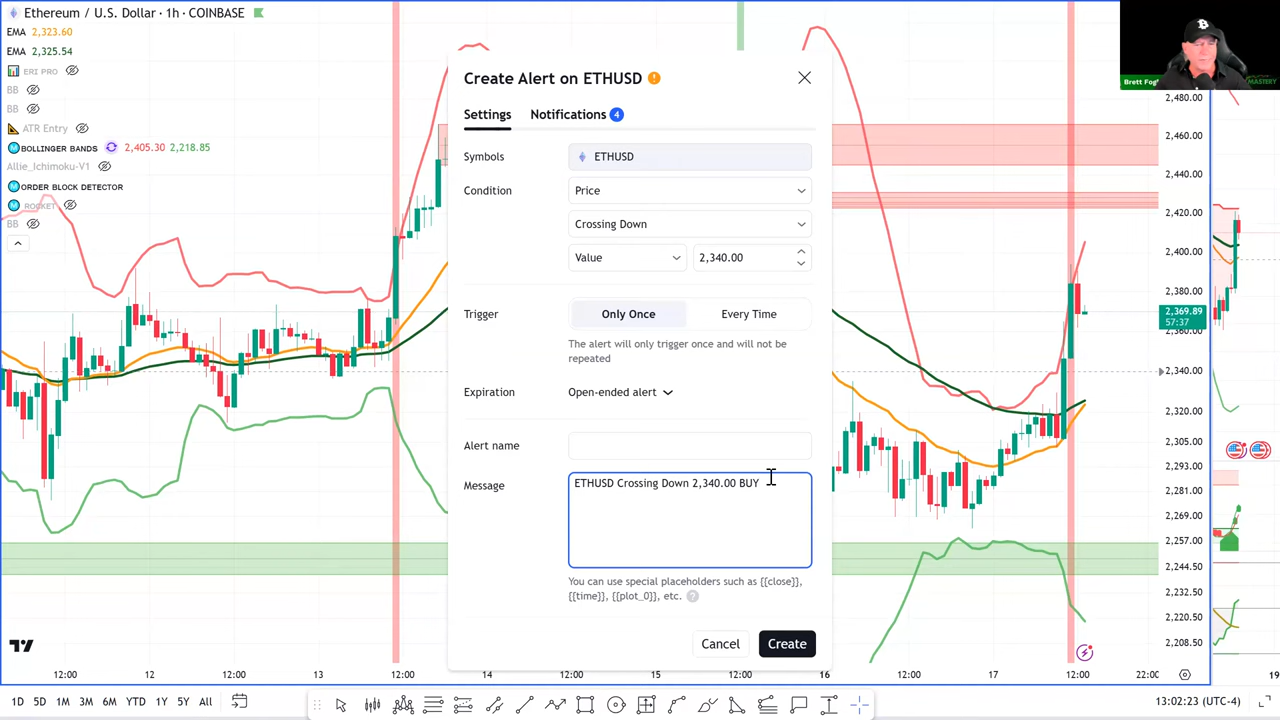 Ethereum / U.S. Dollar · 1h · COINBASE
EMA 2,323.60
EMA 2,325.54
ERI PRO
BB
BB
ATR Entry
BOLLINGER BANDS 2,405.30 2,218.85
Allie_Ichimoku-V1
ORDER BLOCK DETECTOR
ROCKET
BB
Create Alert on ETHUSD
Settings
Notifications 4
Symbols
ETHUSD
Condition
Price
Crossing Down
Value
2,340.00
Trigger
Only Once
Every Time
The alert will only trigger once and will not be
repeated
Expiration
Open-ended alert
Alert name
Message
ETHUSD Crossing Down 2,340.00 BUY
You can use special placeholders such as {{close}},
{{time}}, {{plot_0}}, etc.
Cancel
Create
Brett Fog
MASTERY
2,480.00
2,460.00
2,440.00
2,420.00
2,400.00
2,380.00
2,369.89
57:37
2,360.00
2,340.00
2,320.00
2,305.00
2,293.00
2,281.00
2,269.00
2,257.00
2,244.50
2,232.50
2,220.50
2,208.50
12:00
12
12:00
13
12:00
14
12:00
15
12:00
16
12:00
17
12:00
22:00
19
1D 5D 1M 3M 6M YTD 1Y 5Y All
13:02:23 (UTC-4)